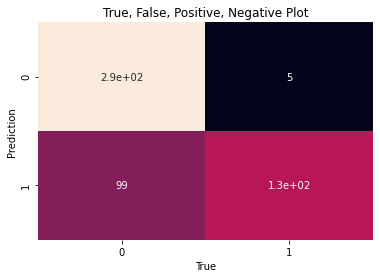 True, False, Positive, Negative Plot
Prediction
0
2.9e+02
5
1
99
1.3e+02
0
1
True